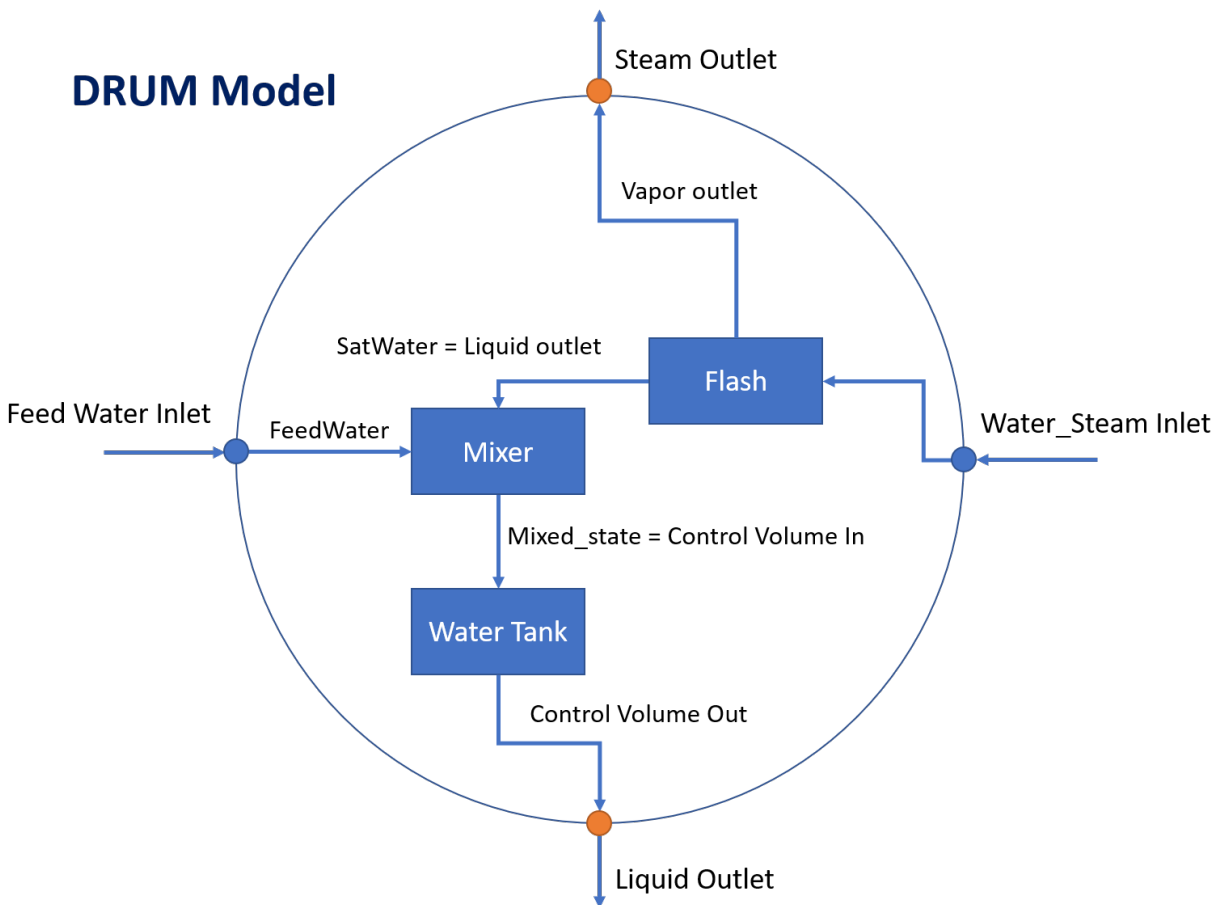 DRUM Model
Steam Outlet
Vapor outlet
SatWater = Liquid outlet
Flash
Feed Water Inlet
FeedWater
Mixer
Water_Steam Inlet
Mixed_state = Control Volume In
Water Tank
Control Volume Out
Liquid Outlet